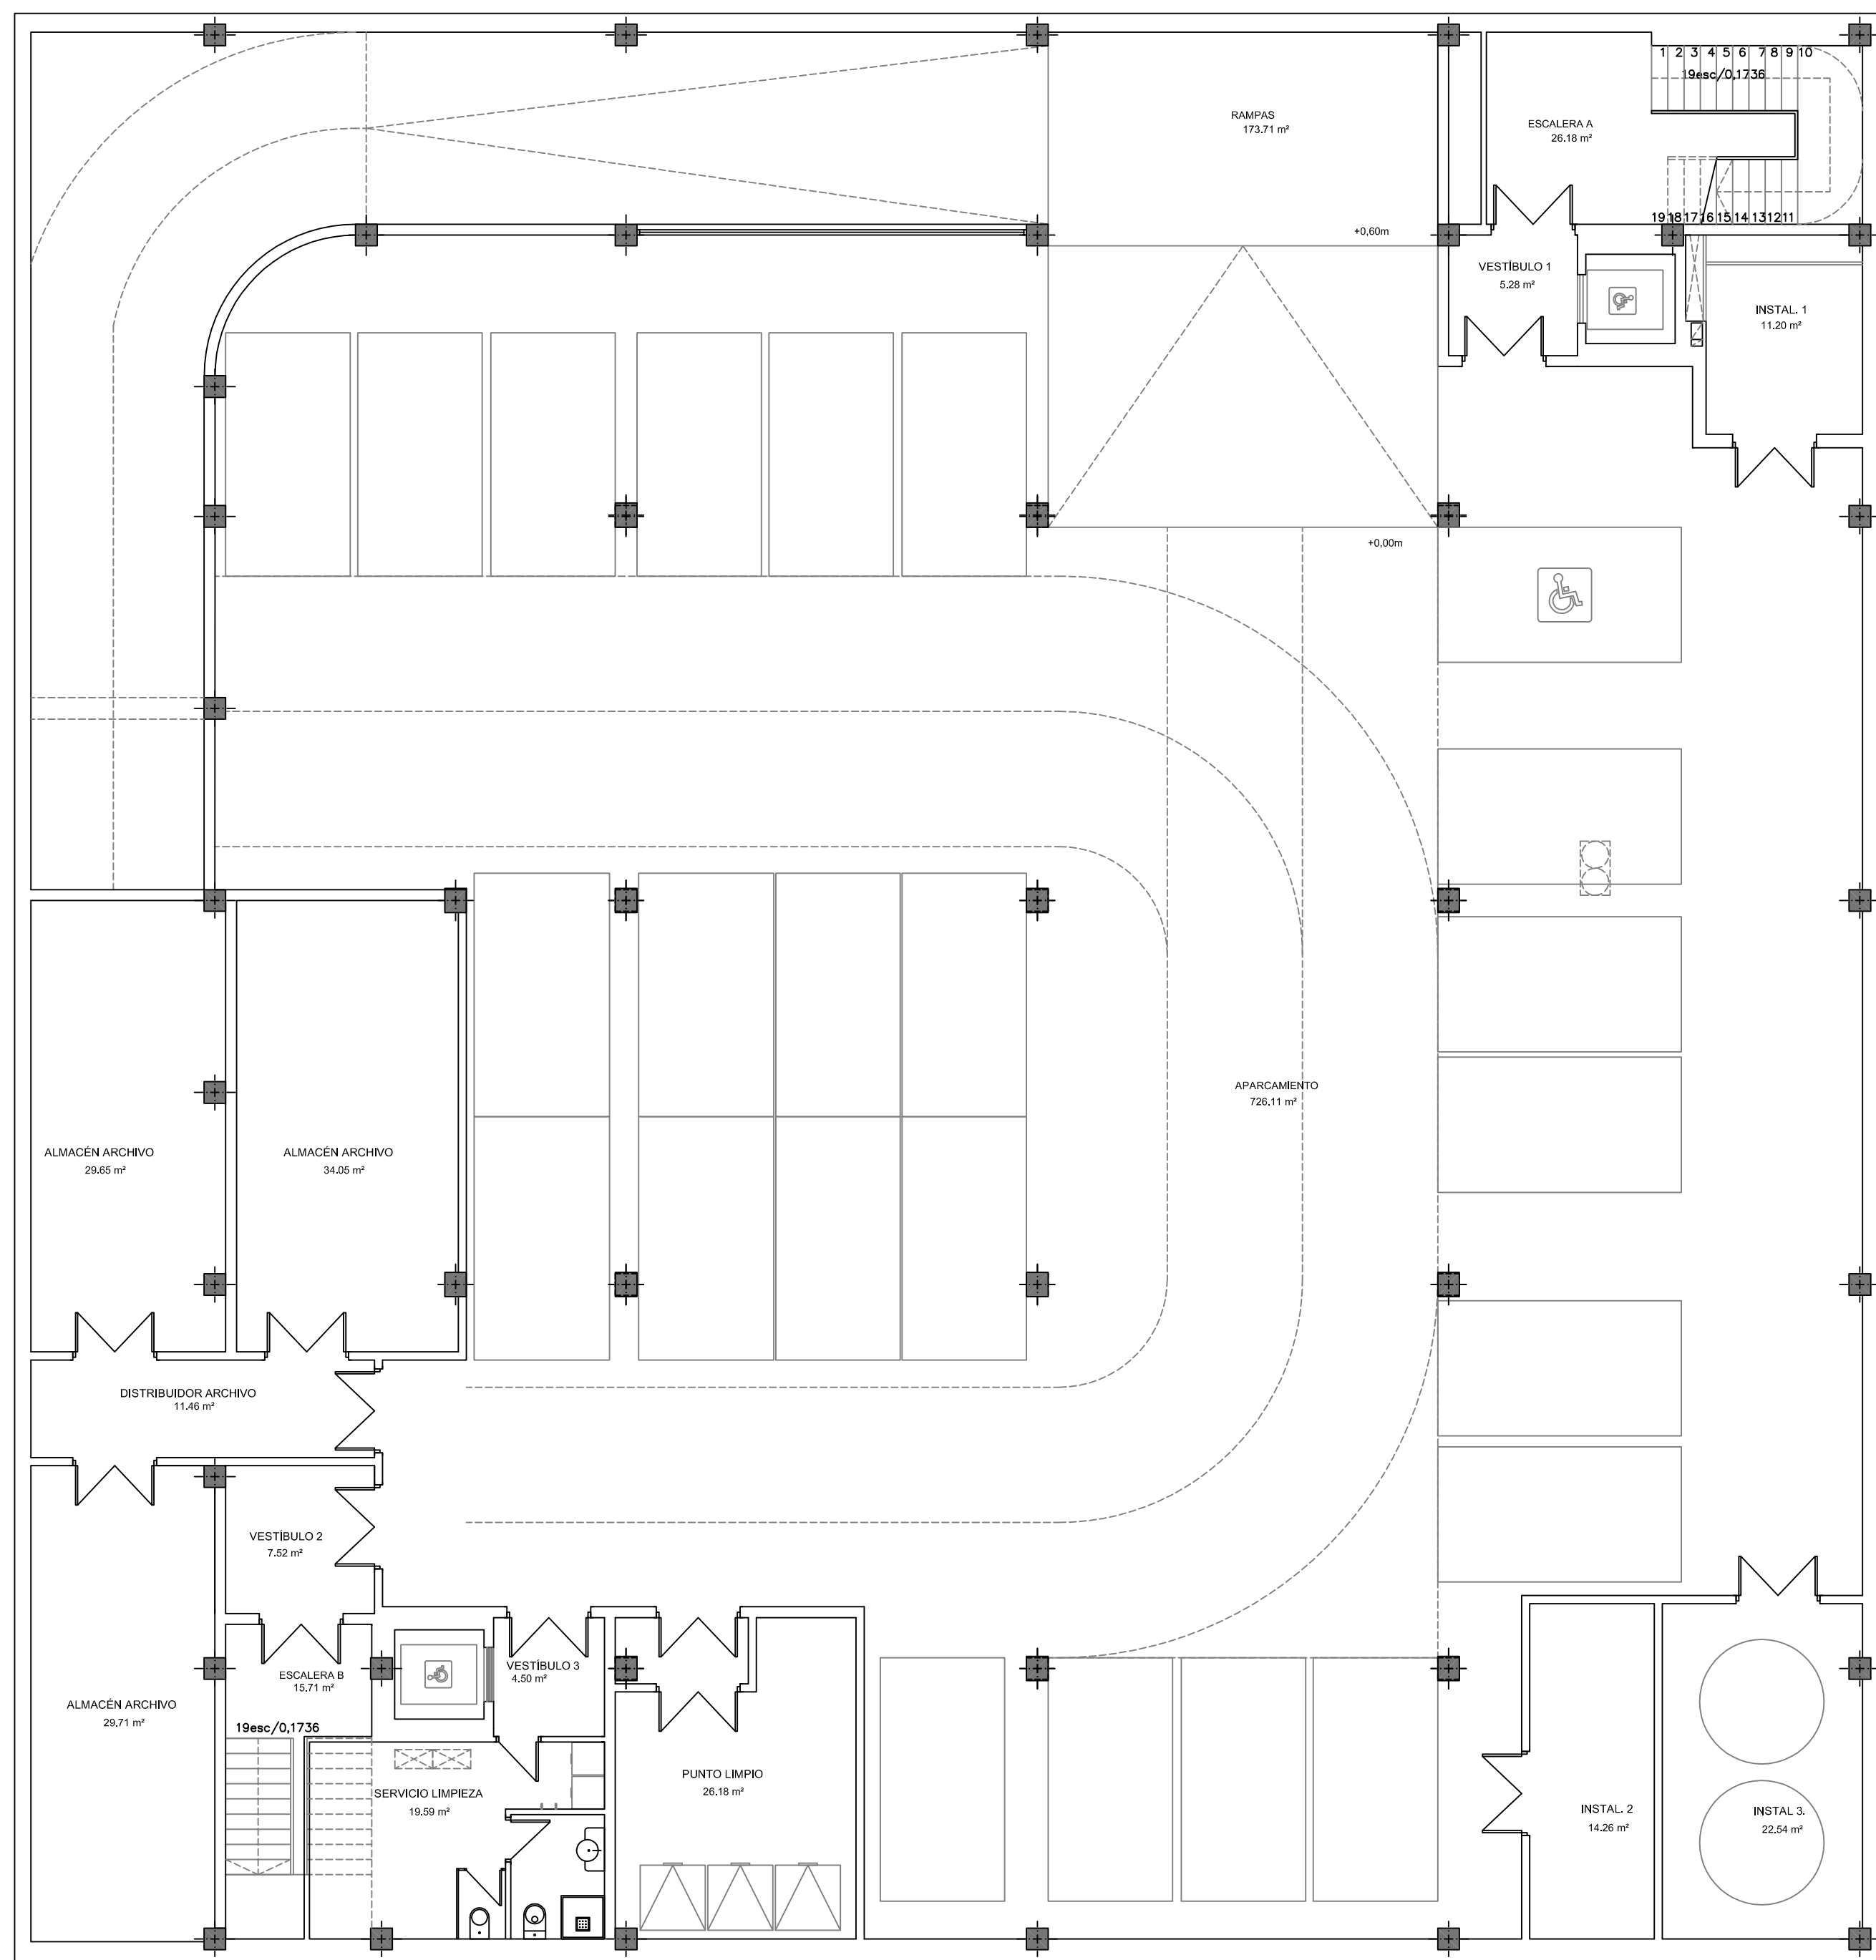 1 2 3 4 5 6 7 8 9 10
19esc/0,1736
RAMPAS
173.71 m²
ESCALERA A
26.18 m²
19 18 17 16 15 14 13 12 11
+0,60m
VESTÍBULO 1
5.28 m²
INSTAL. 1
11.20 m²
+0,00m
APARCAMIENTO
726.11 m²
ALMACÉN ARCHIVO
29.65 m²
ALMACÉN ARCHIVO
34.05 m²
DISTRIBUIDOR ARCHIVO
11.46 m²
VESTÍBULO 2
7.52 m²
ESCALERA B
15.71 m²
VESTÍBULO 3
4.50 m²
ALMACÉN ARCHIVO
29.71 m²
19esc/0,1736
SERVICIO LIMPIEZA
19.59 m²
PUNTO LIMPIO
26.18 m²
INSTAL. 2
14.26 m²
INSTAL 3.
22.54 m²